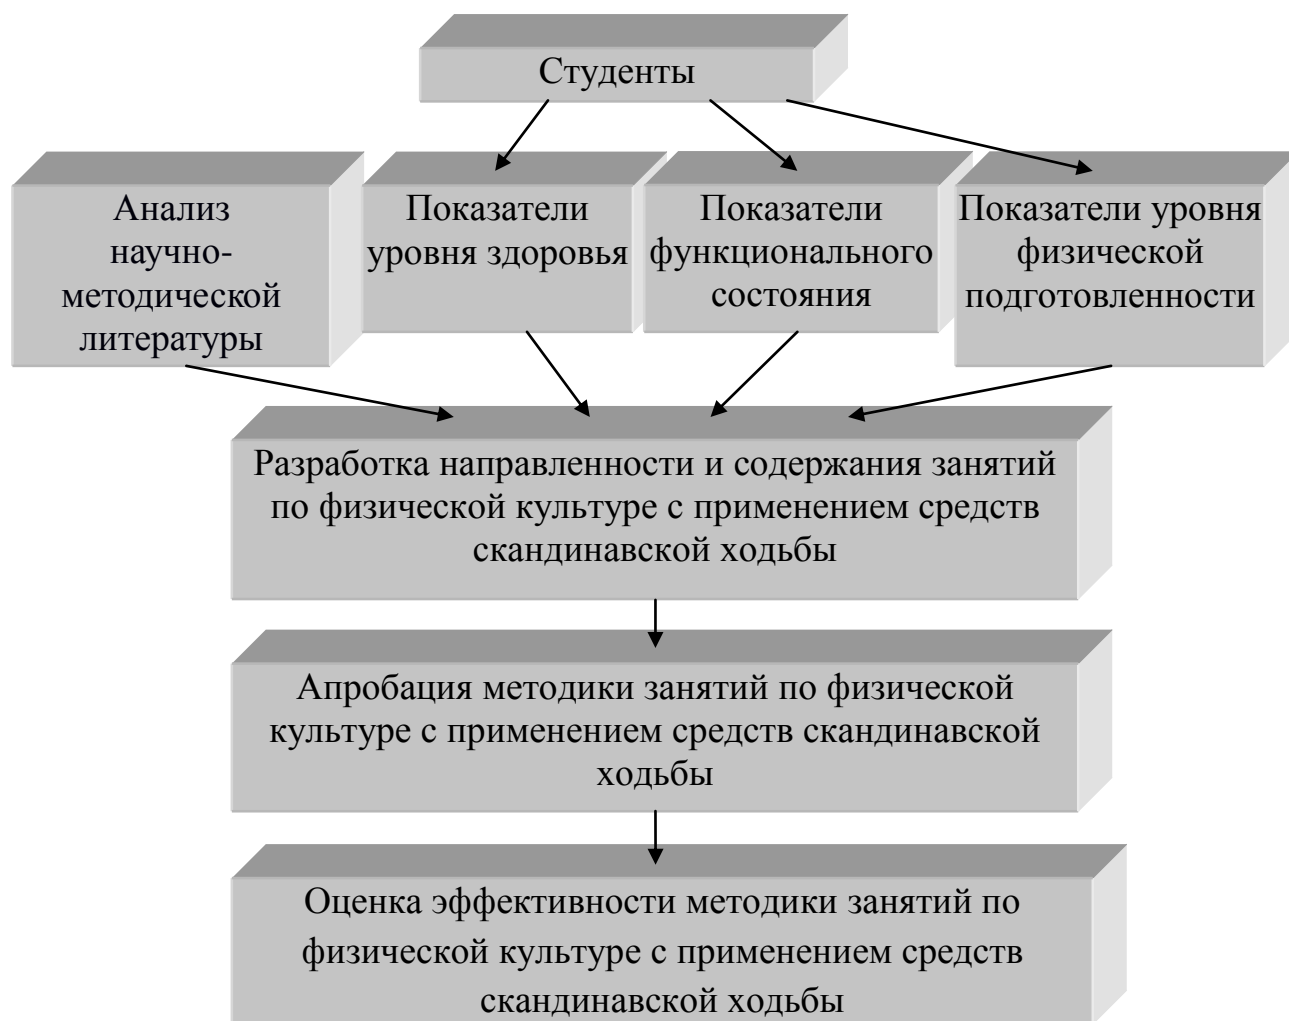 Студенты
Анализ
научно-
методической
литературы
Показатели
уровня здоровья
Показатели
функционального
состояния
Показатели уровня
физической
подготовленности
Разработка направленности и содержания занятий
по физической культуре с применением средств
скандинавской ходьбы
Апробация методики занятий по физической
культуре с применением средств скандинавской
ходьбы
Оценка эффективности методики занятий по
физической культуре с применением средств
скандинавской ходьбы